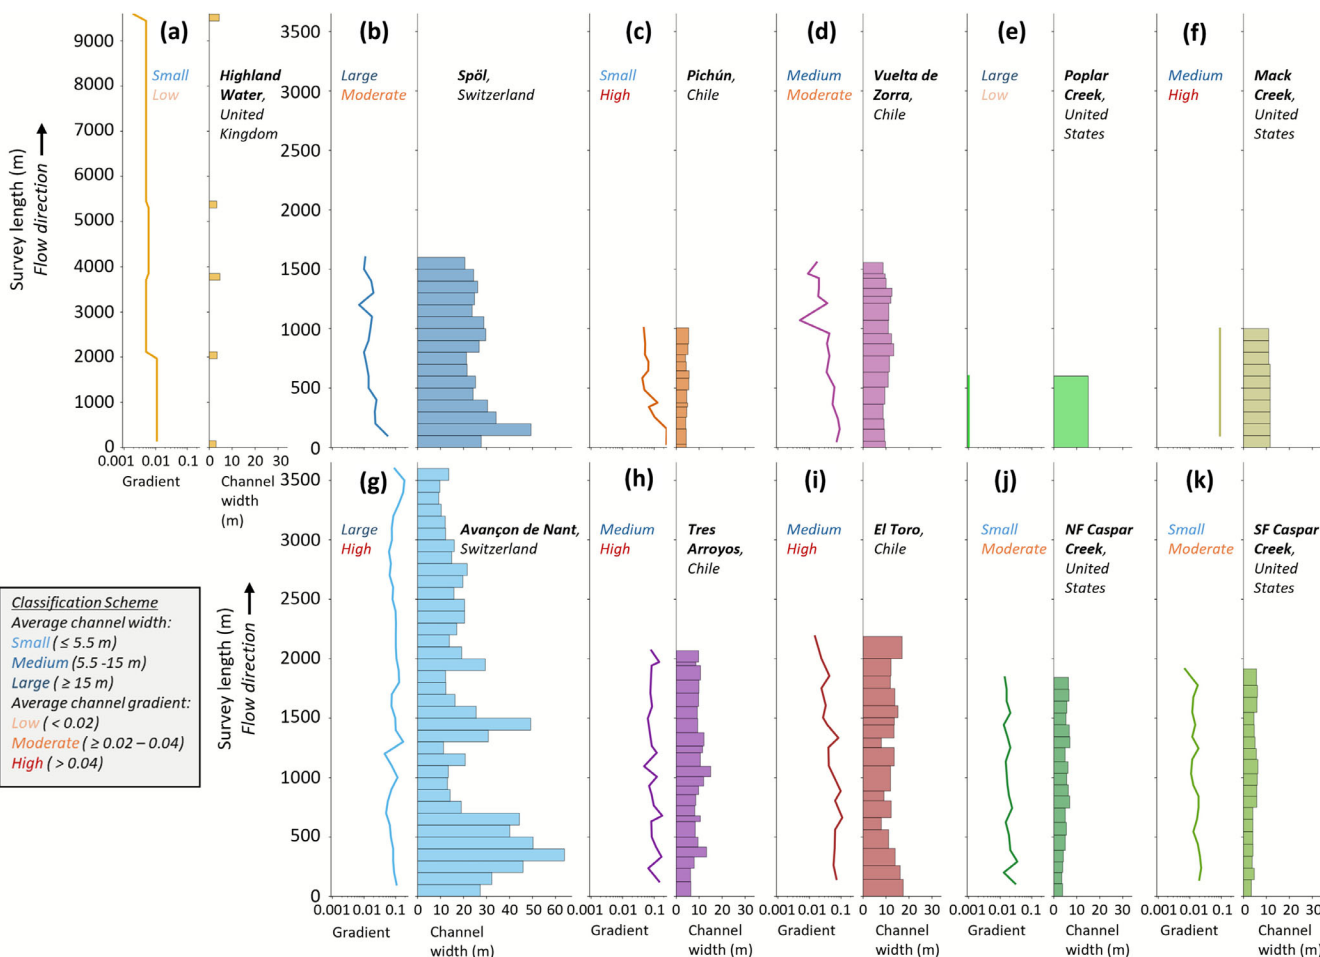 (a)
Small
Low
Highland
Water,
United
Kingdom
9000
8000
7000
6000
5000
4000
3000
2000
1000
0
Survey length (m)
Flow direction
0.001 0.01 0.1
Gradient
0 10 20 30
Channel
width
(m)
(b)
Large
Moderate
Spöl,
Switzerland
3500
3000
2500
2000
1500
1000
500
0
(c)
Small
High
Pichún,
Chile
(d)
Medium
Moderate
Vuelta de
Zorra,
Chile
(e)
Large
Low
Poplar
Creek,
United
States
(f)
Medium
High
Mack
Creek,
United
States
(g)
Large
High
Avançon de Nant,
Switzerland
3500
3000
2500
2000
1500
1000
500
0
Survey length (m)
Flow direction
0.001 0.01 0.1
Gradient
0 10 20 30 40 50 60
Channel
width (m)
(h)
Medium
High
Tres
Arroyos,
Chile
0.001 0.01 0.1
Gradient
0 10 20 30
Channel
width (m)
(i)
Medium
High
El Toro,
Chile
0.001 0.01 0.1
Gradient
0 10 20 30
Channel
width (m)
(j)
Small
Moderate
NF Caspar
Creek,
United
States
0.001 0.01 0.1
Gradient
0 10 20 30
Channel
width (m)
(k)
Small
Moderate
SF Caspar
Creek,
United
States
0.001 0.01 0.1
Gradient
0 10 20 30
Channel
width (m)
Classification Scheme
Average channel width:
Small (≤ 5.5 m)
Medium (5.5 -15 m)
Large (≥ 15 m)
Average channel gradient:
Low (< 0.02)
Moderate (≥ 0.02 – 0.04)
High (> 0.04)